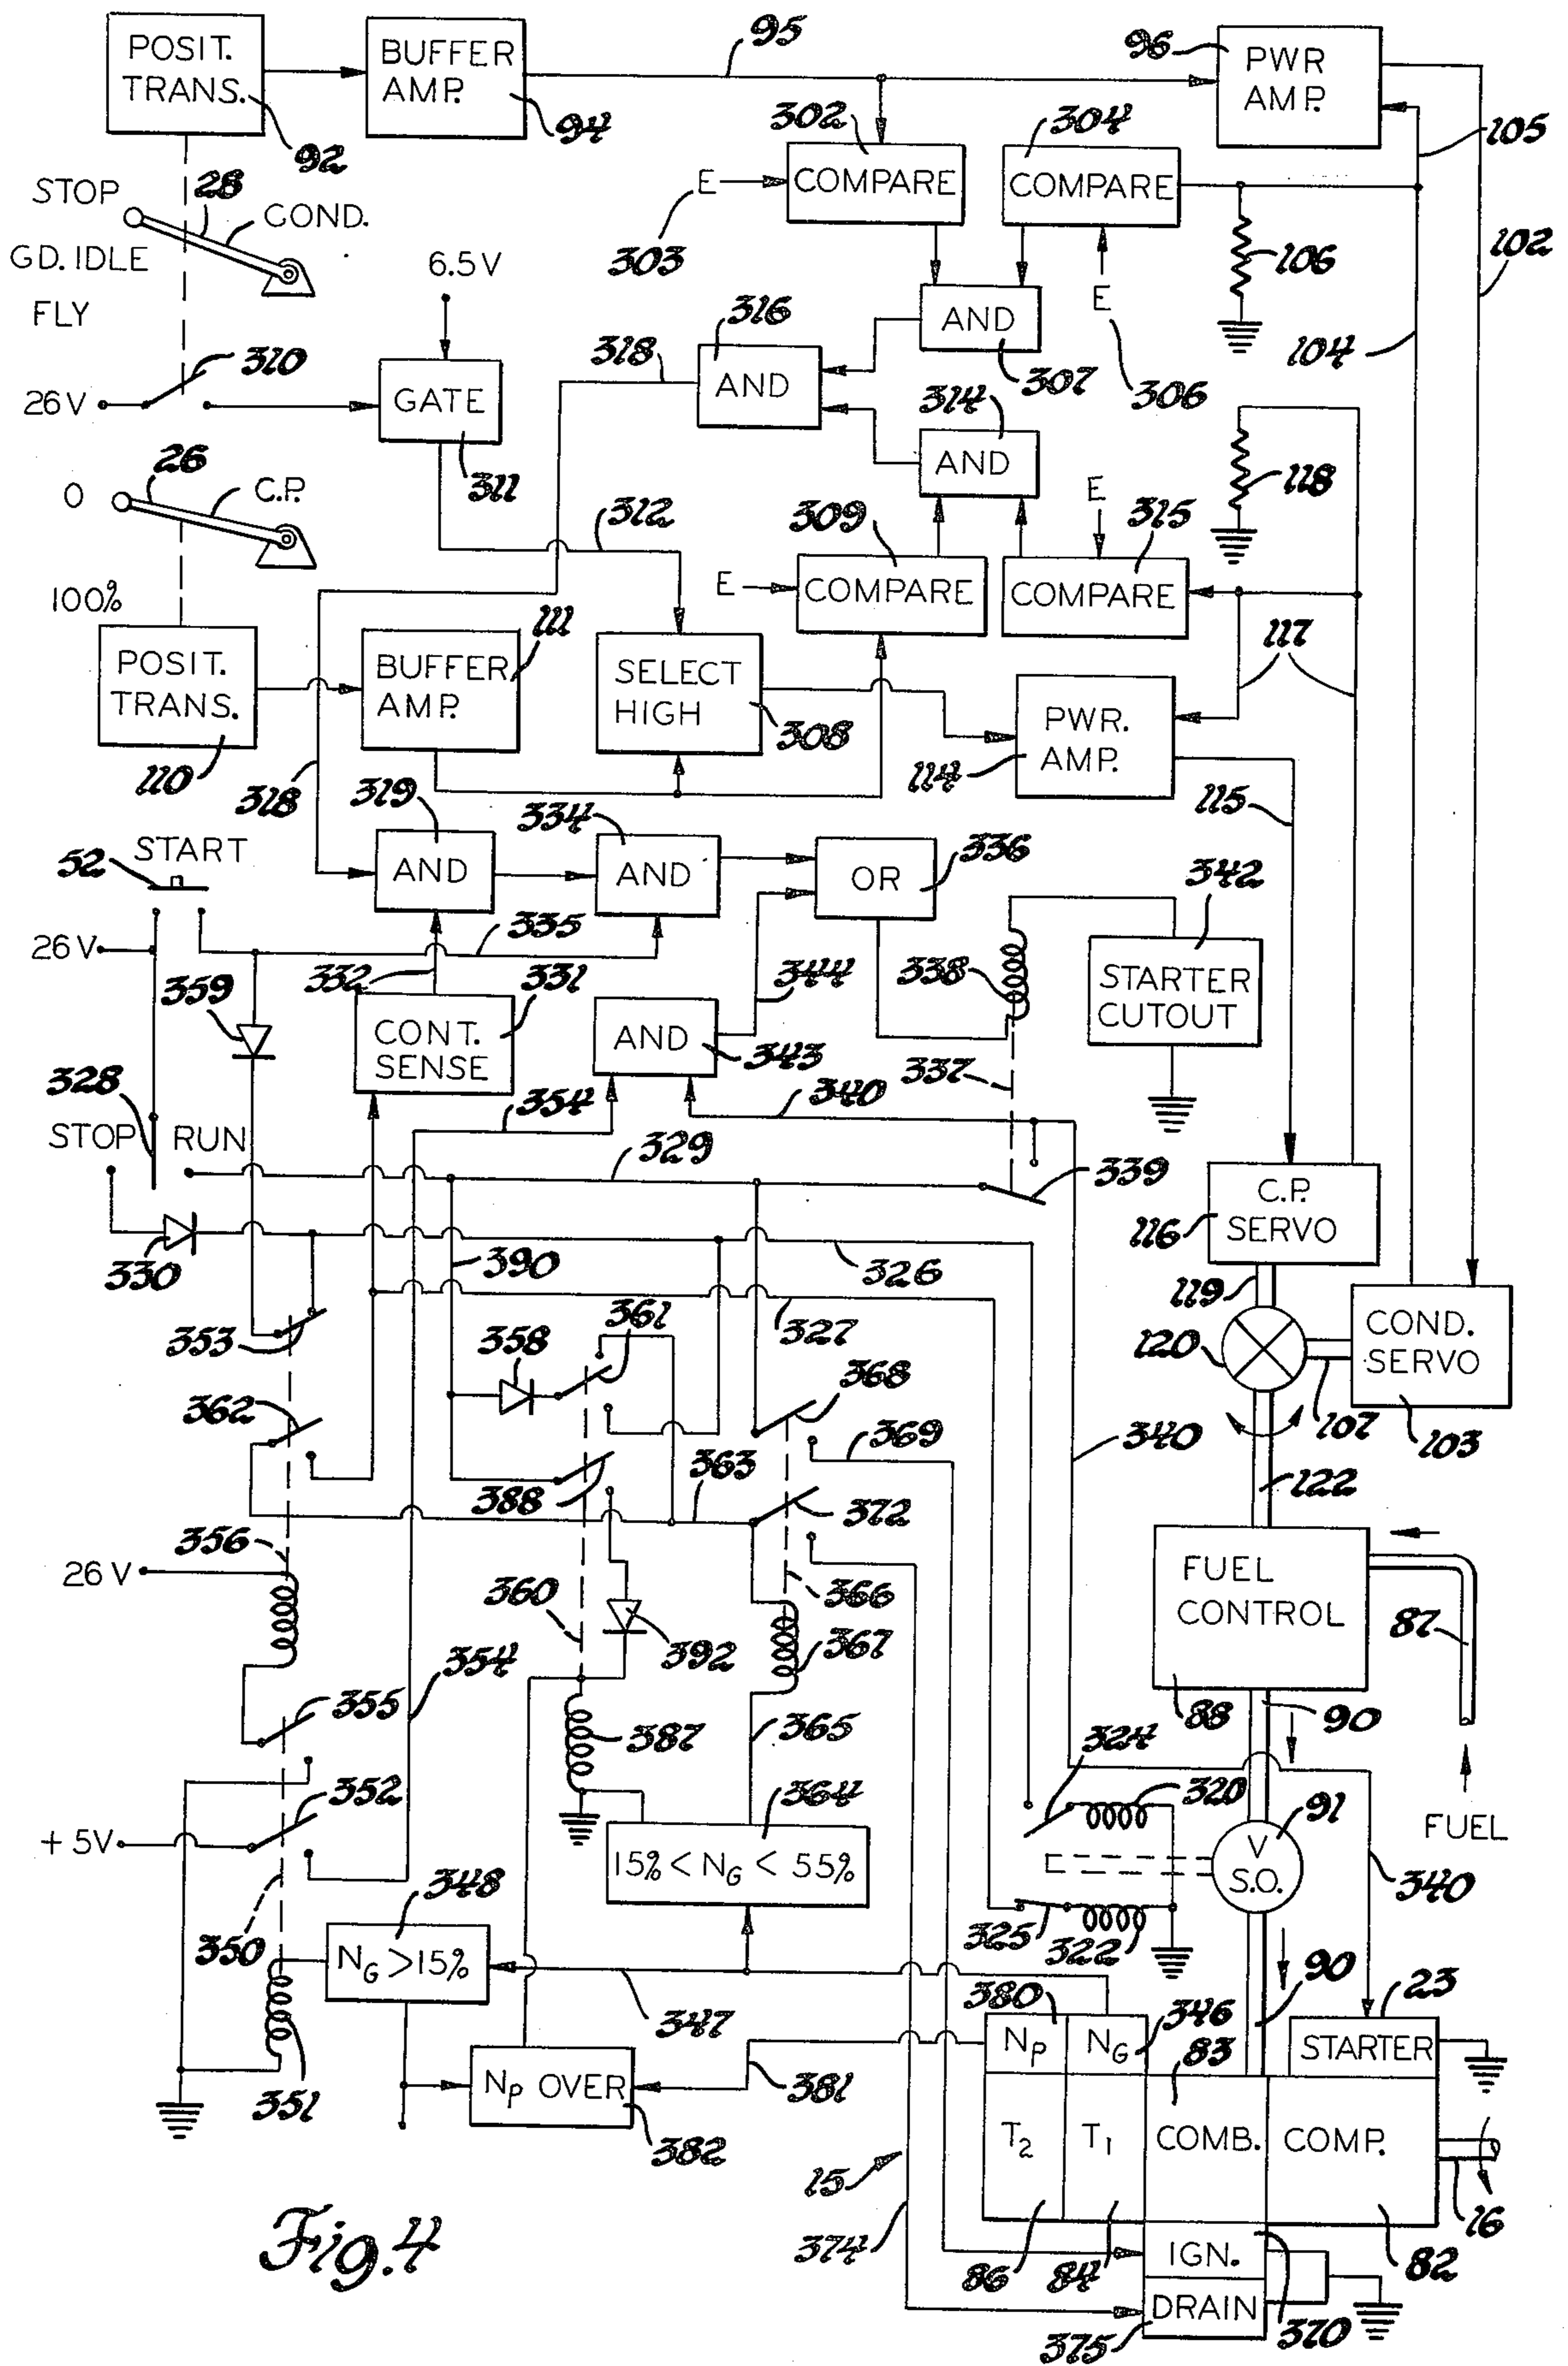 POSIT.
TRANS.
92
BUFFER
AMP.
94
95
96
PWR
AMP.
105
102
302
COMPARE
304
COMPARE
E
303
E
306
106
104
STOP
28
COND.
GD. IDLE
FLY
6.5V
310
26V
GATE
311
316
AND
318
AND
307
314
AND
118
0
26
C.P.
100%
312
309
COMPARE
E
E
315
COMPARE
117
POSIT.
TRANS.
110
BUFFER
AMP.
111
SELECT
HIGH
308
PWR.
AMP.
114
115
318
319
AND
334
AND
OR
336
START
52
26V
335
332
331
CONT.
SENSE
359
344
AND
343
338
342
STARTER
CUTOUT
337
328
STOP
RUN
354
340
329
339
C.P.
SERVO
116
330
390
326
119
353
358
361
327
120
COND.
SERVO
107
103
362
368
369
340
388
363
372
122
356
26V
360
392
366
367
FUEL
CONTROL
88
87
90
354
355
387
365
324
320
91
FUEL
352
+5V
364
15% < NG < 55%
V
S.O.
340
350
348
NG >15%
325
322
90
23
347
380
346
NP
NG
83
STARTER
351
NP OVER
382
381
15
T2
T1
COMB.
COMP.
16
374
86
84
IGN.
82
DRAIN
375
370
Fig. 4